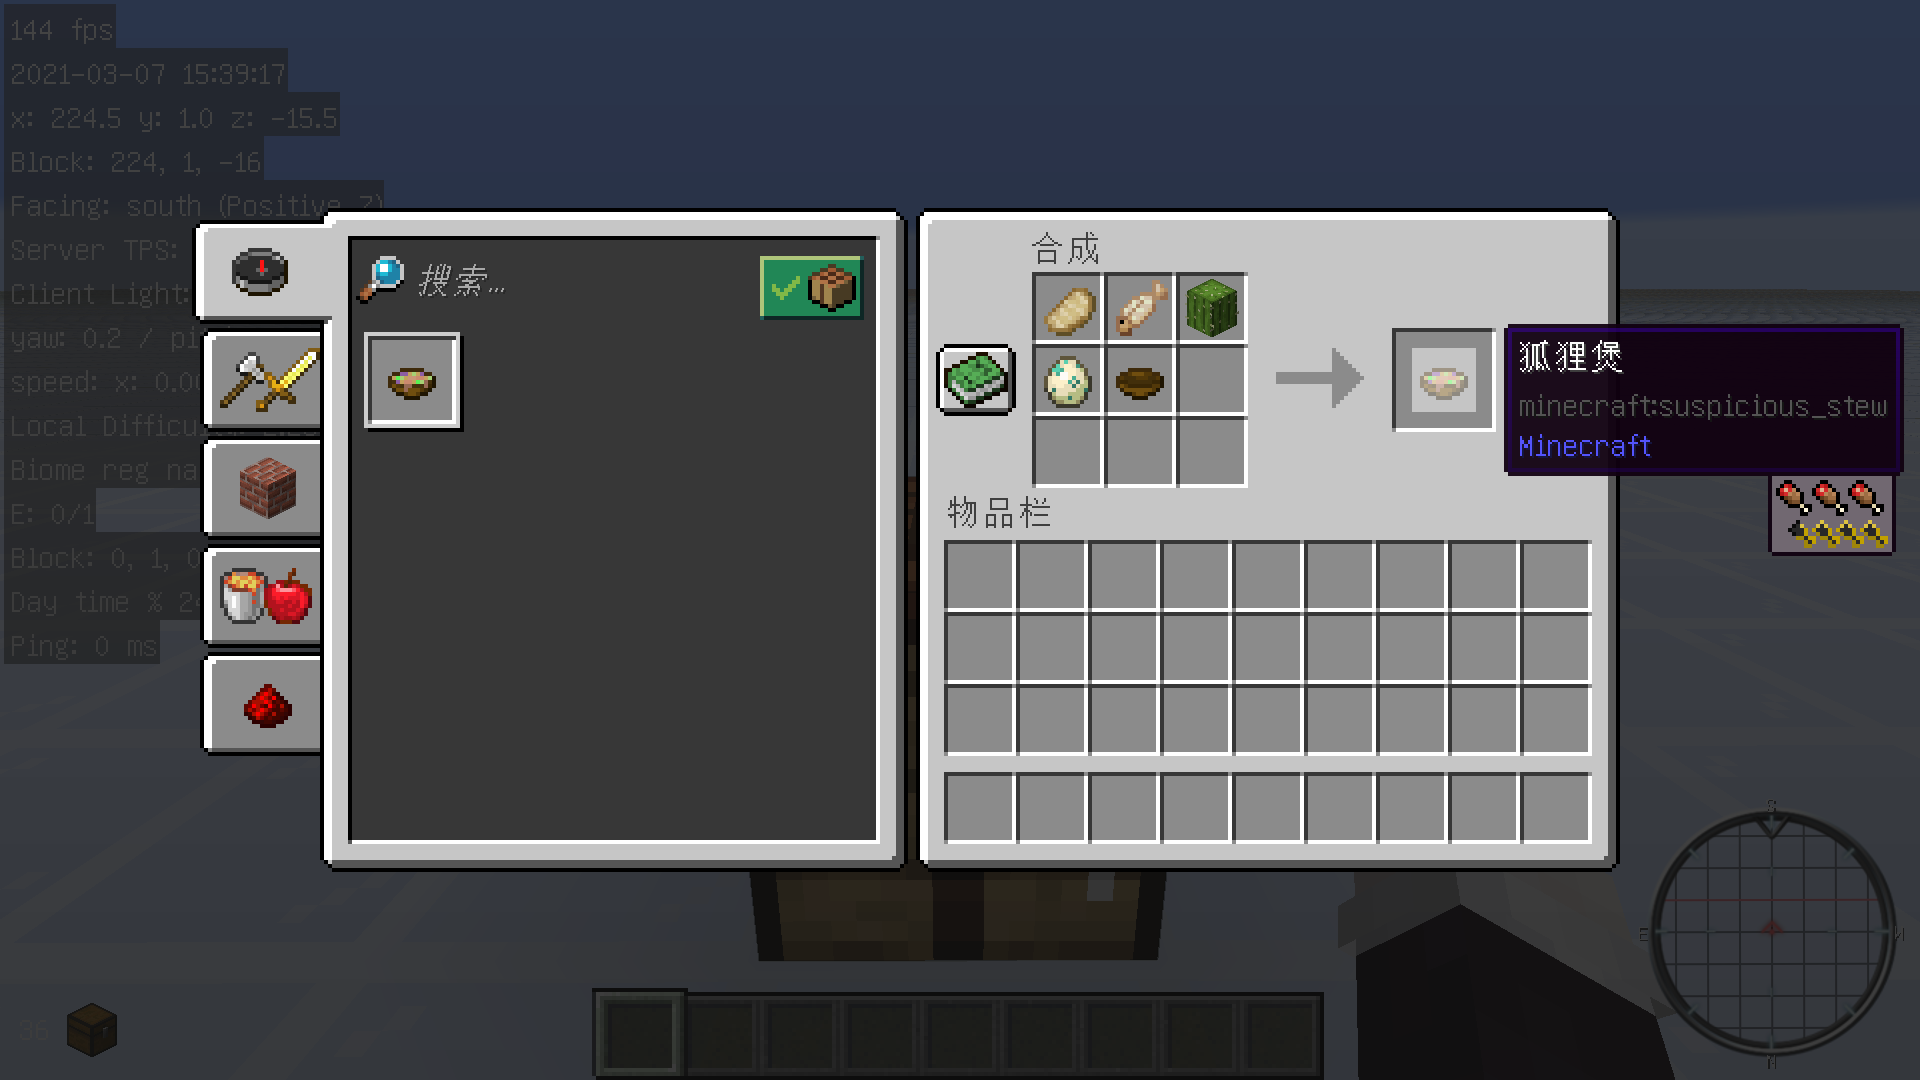 144 fps
2021-03-07 15:39:17
x: 224.5 y: 1.0 z: -15.5
Block: 224, 1, -16
Facing: south (Positive Z)
Server TPS:
Client Light:
yaw: 0.2 / pi
speed: x: 0.00
Local Difficu
Biome reg na
E: 0/1
Block: 0, 1, 0
Day time % 24
Ping: 0 ms
搜索...
合成
狐狸煲
minecraft:suspicious_stew
Minecraft
物品栏
S
E
N